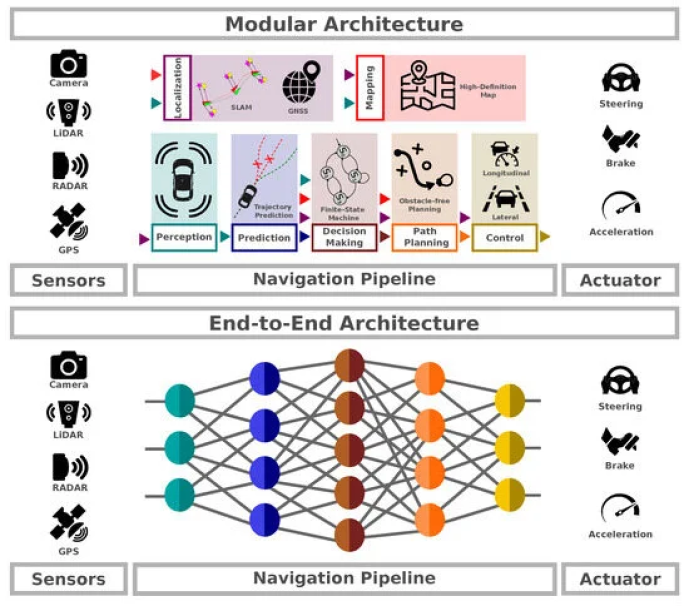 Modular Architecture
Camera
LiDAR
RADAR
GPS
Localization
SLAM
GNSS
Mapping
High-Definition
Map
Perception
Trajectory
Prediction
Prediction
S
S
S
S
Finite-State
Machine
Decision
Making
Obstacle-free
Planning
Path
Planning
Longitudinal
Lateral
Control
Steering
Brake
Acceleration
Sensors
Navigation Pipeline
Actuator
End-to-End Architecture
Camera
LiDAR
RADAR
GPS
Steering
Brake
Acceleration
Sensors
Navigation Pipeline
Actuator